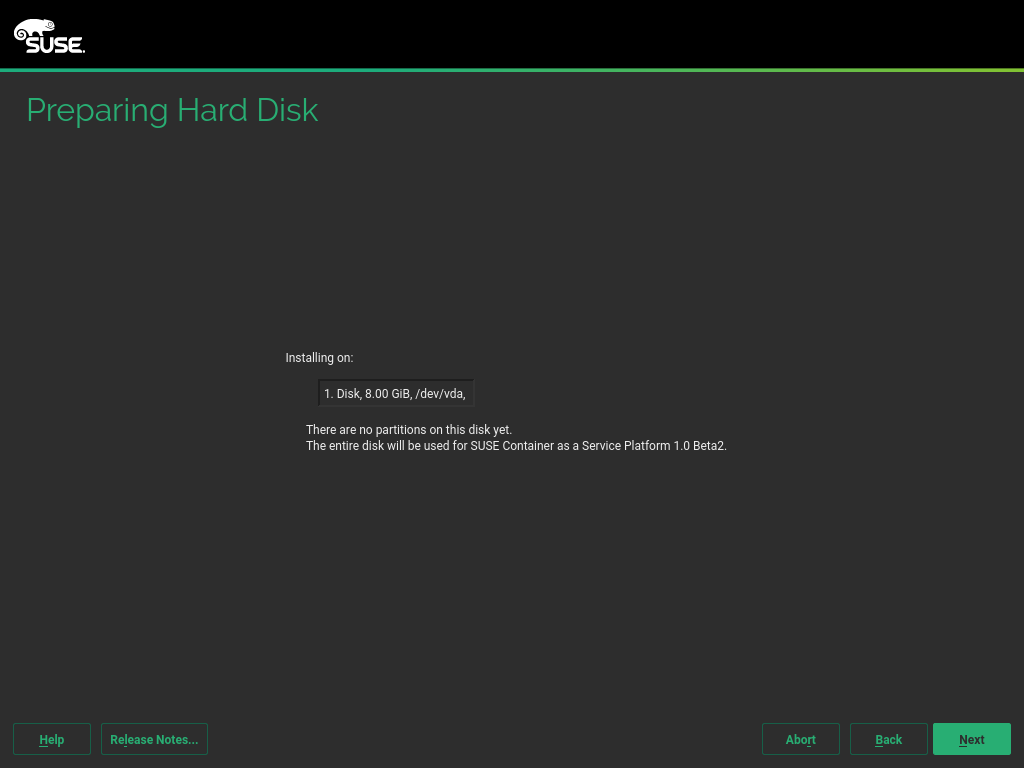 SUSE.
Preparing Hard Disk
Installing on:
1. Disk, 8.00 GiB, /dev/vda,
There are no partitions on this disk yet.
The entire disk will be used for SUSE Container as a Service Platform 1.0 Beta2.
Help Release Notes... Abort Back Next